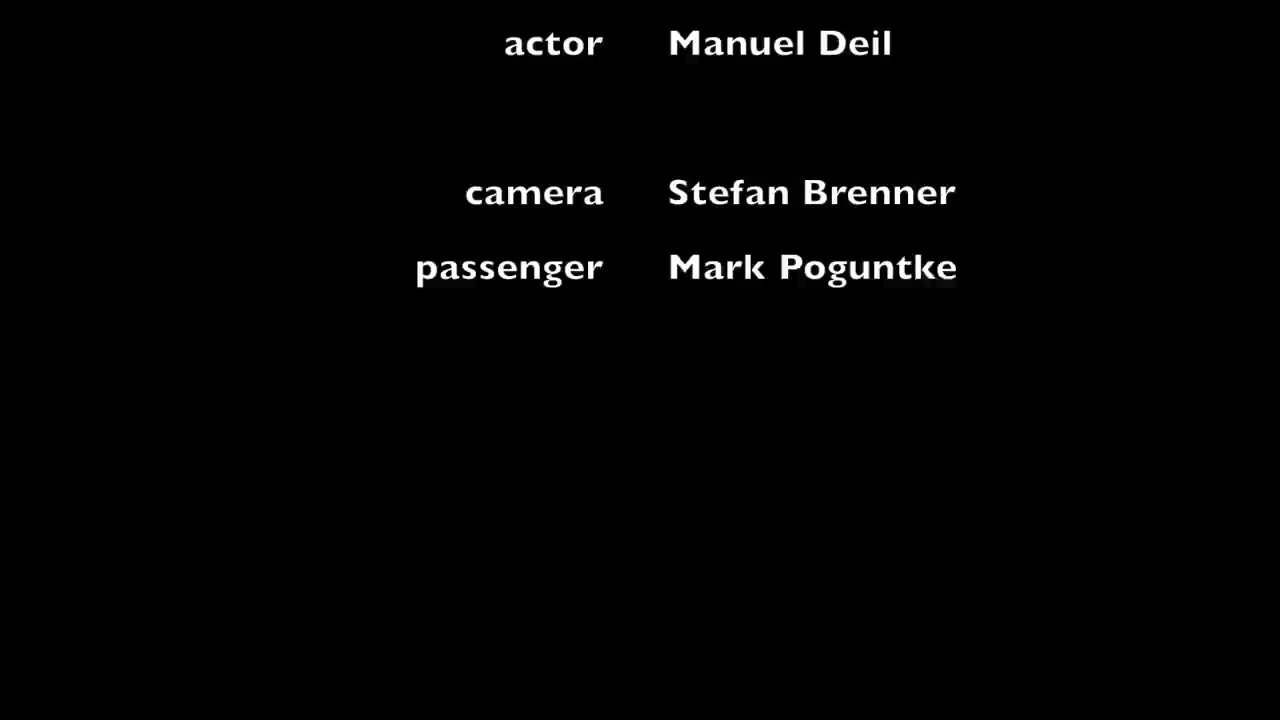 actor Manuel Deil
camera Stefan Brenner
passenger Mark Poguntke